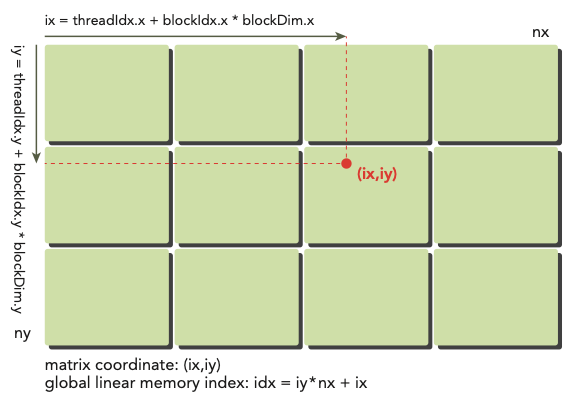 ix = threadIdx.x + blockIdx.x * blockDim.x
nx
iy = threadIdx.y + blockIdx.y * blockDim.y
(ix,iy)
ny
matrix coordinate: (ix,iy)
global linear memory index: idx = iy*nx + ix